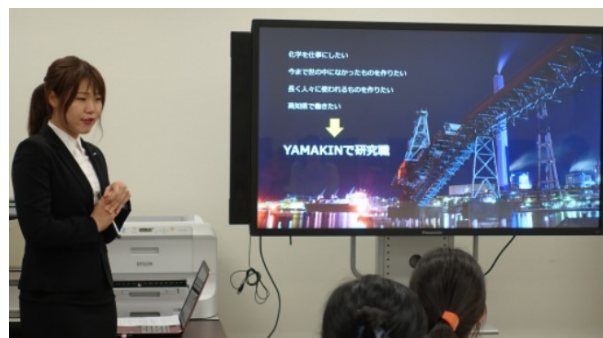 化学を仕事にしたい
今まで世の中になかったものを作りたい
長く人々に使われるものを作りたい
高知県で働きたい
YAMAKINで研究職
Panasonic
EPSON